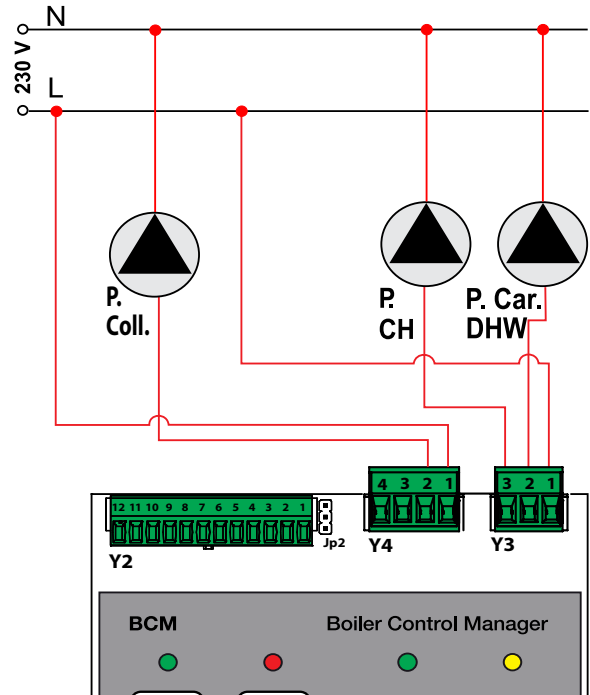 N
230 V
L
P.
Coll.
P.
CH
P. Car.
DHW
4 3 2 1
3 2 1
12 11 10 9 8 7 6 5 4 3 2 1
Jp2
Y4
Y3
Y2
BCM
Boiler Control Manager